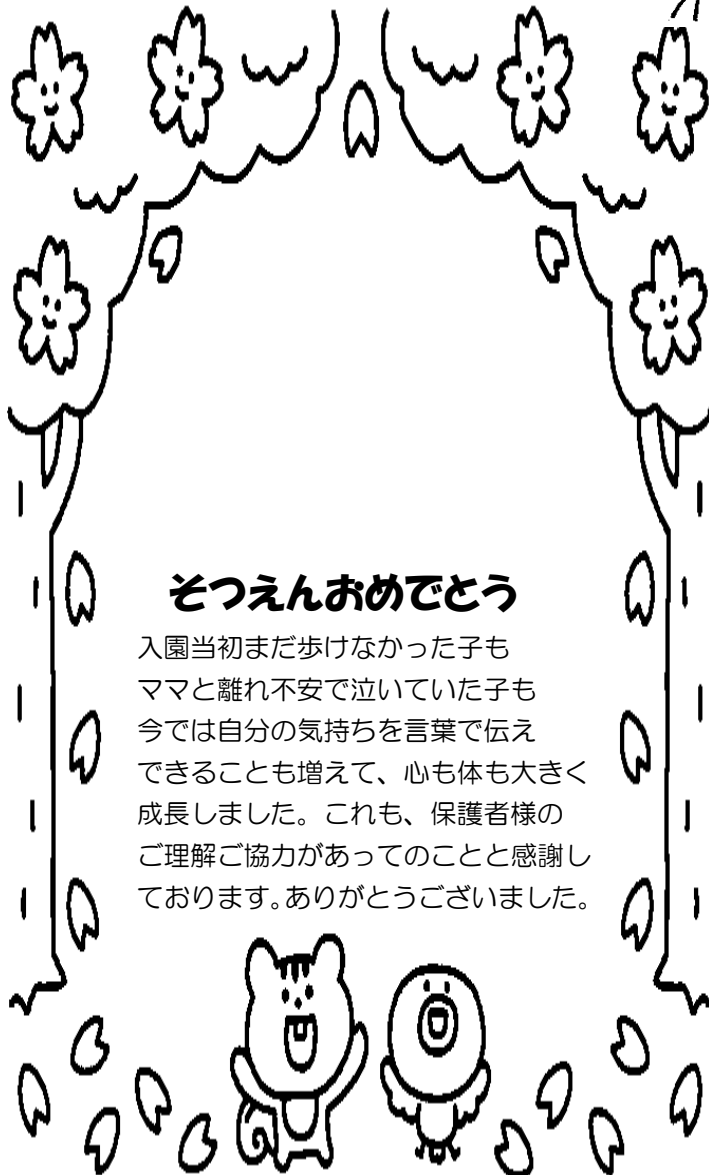 そつえんおめでとう
入園当初まだ歩けなかった子も
ママと離れ不安で泣いていた子も
今では自分の気持ちを言葉で伝え
できることも増えて、心も体も大きく
成長しました。これも、保護者様の
ご理解ご協力があってのことと感謝し
ております。ありがとうございました。